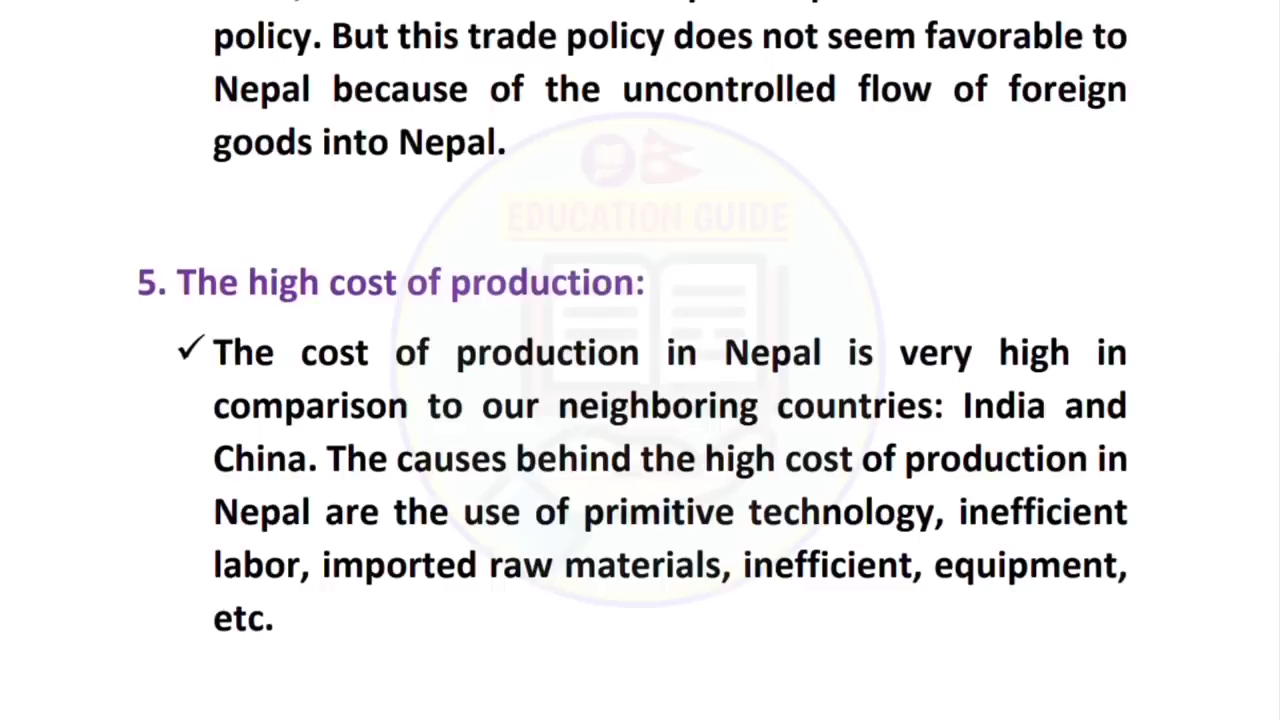 policy. But this trade policy does not seem favorable to
Nepal because of the uncontrolled flow of foreign
goods into Nepal.
EDUCATION GUIDE
5. The high cost of production:
✓ The cost of production in Nepal is very high in
comparison to our neighboring countries: India and
China. The causes behind the high cost of production in
Nepal are the use of primitive technology, inefficient
labor, imported raw materials, inefficient, equipment,
etc.